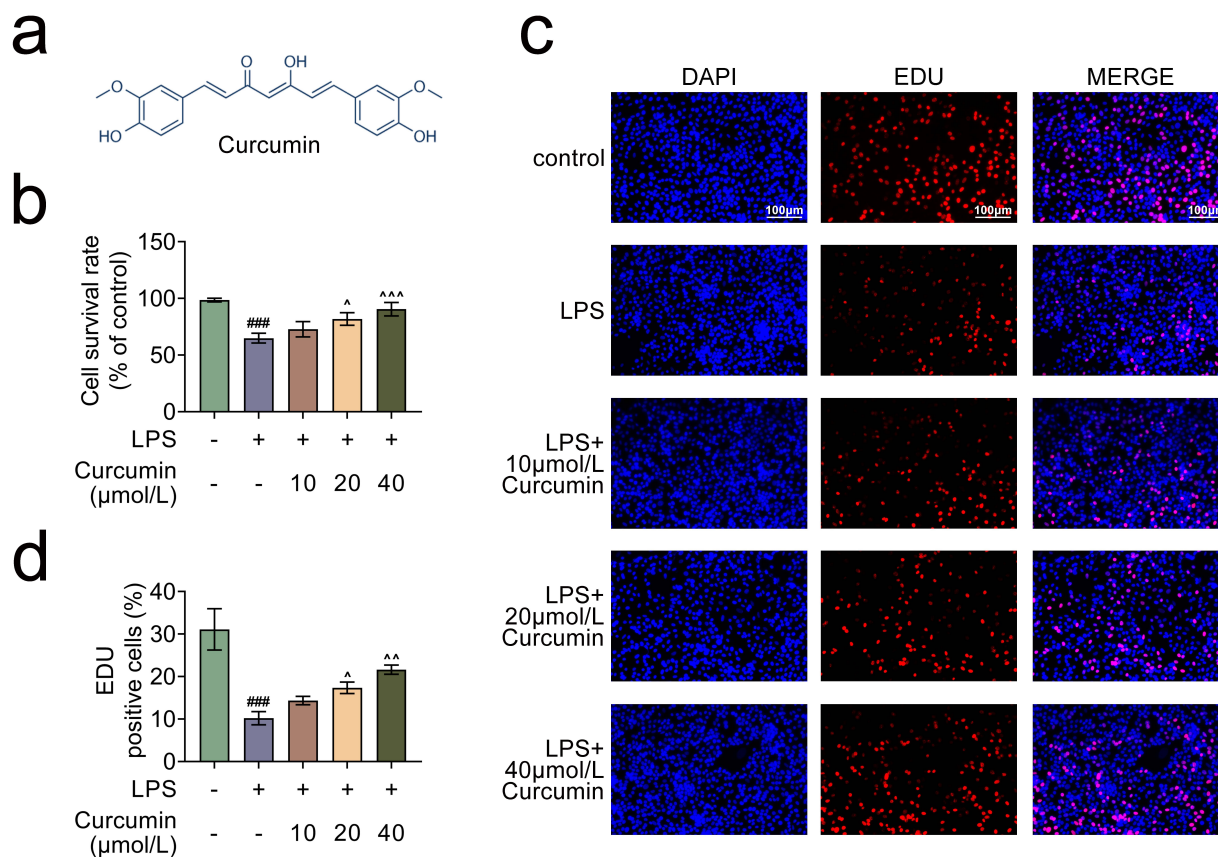 a
O
OH
O
O
HO
OH
Curcumin
b
Cell survival rate
(% of control)
150
100
50
0
###
^
^^^
LPS - + + + +
Curcumin
(μmol/L) - - 10 20 40
c
DAPI EDU MERGE
control
100μm
100μm
100μm
LPS
LPS+
10μmol/L
Curcumin
LPS+
20μmol/L
Curcumin
LPS+
40μmol/L
Curcumin
d
EDU
positive cells (%)
40
30
20
10
0
###
^
^^
LPS - + + + +
Curcumin
(μmol/L) - - 10 20 40